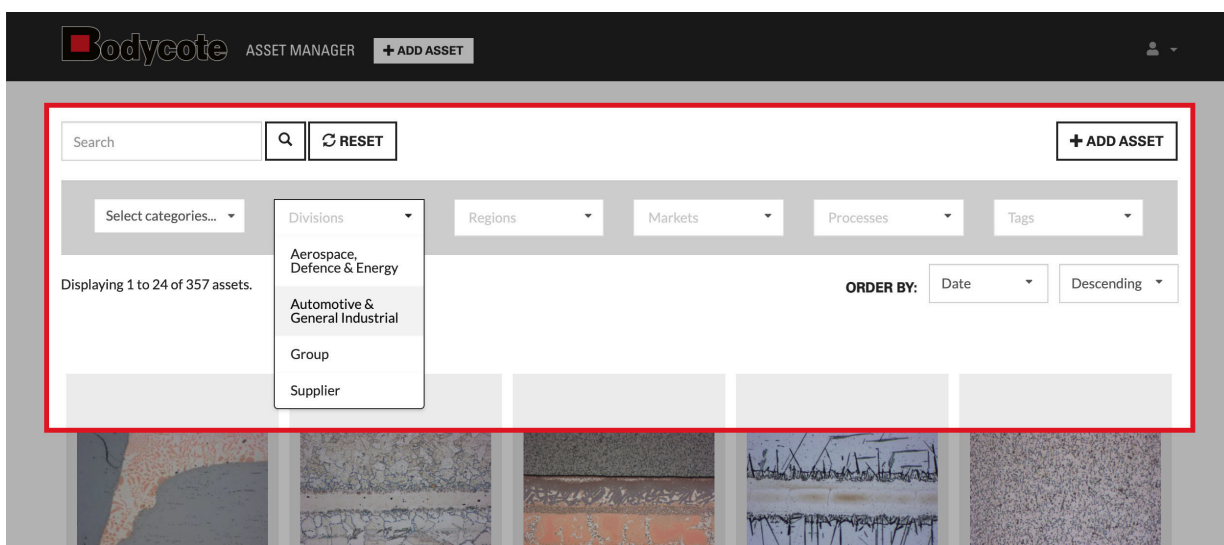 Bodycote ASSET MANAGER + ADD ASSET
Search RESET + ADD ASSET
Select categories... Divisions Regions Markets Processes Tags
Aerospace,
Defence & Energy
Displaying 1 to 24 of 357 assets. ORDER BY: Date Descending
Automotive &
General Industrial
Group
Supplier